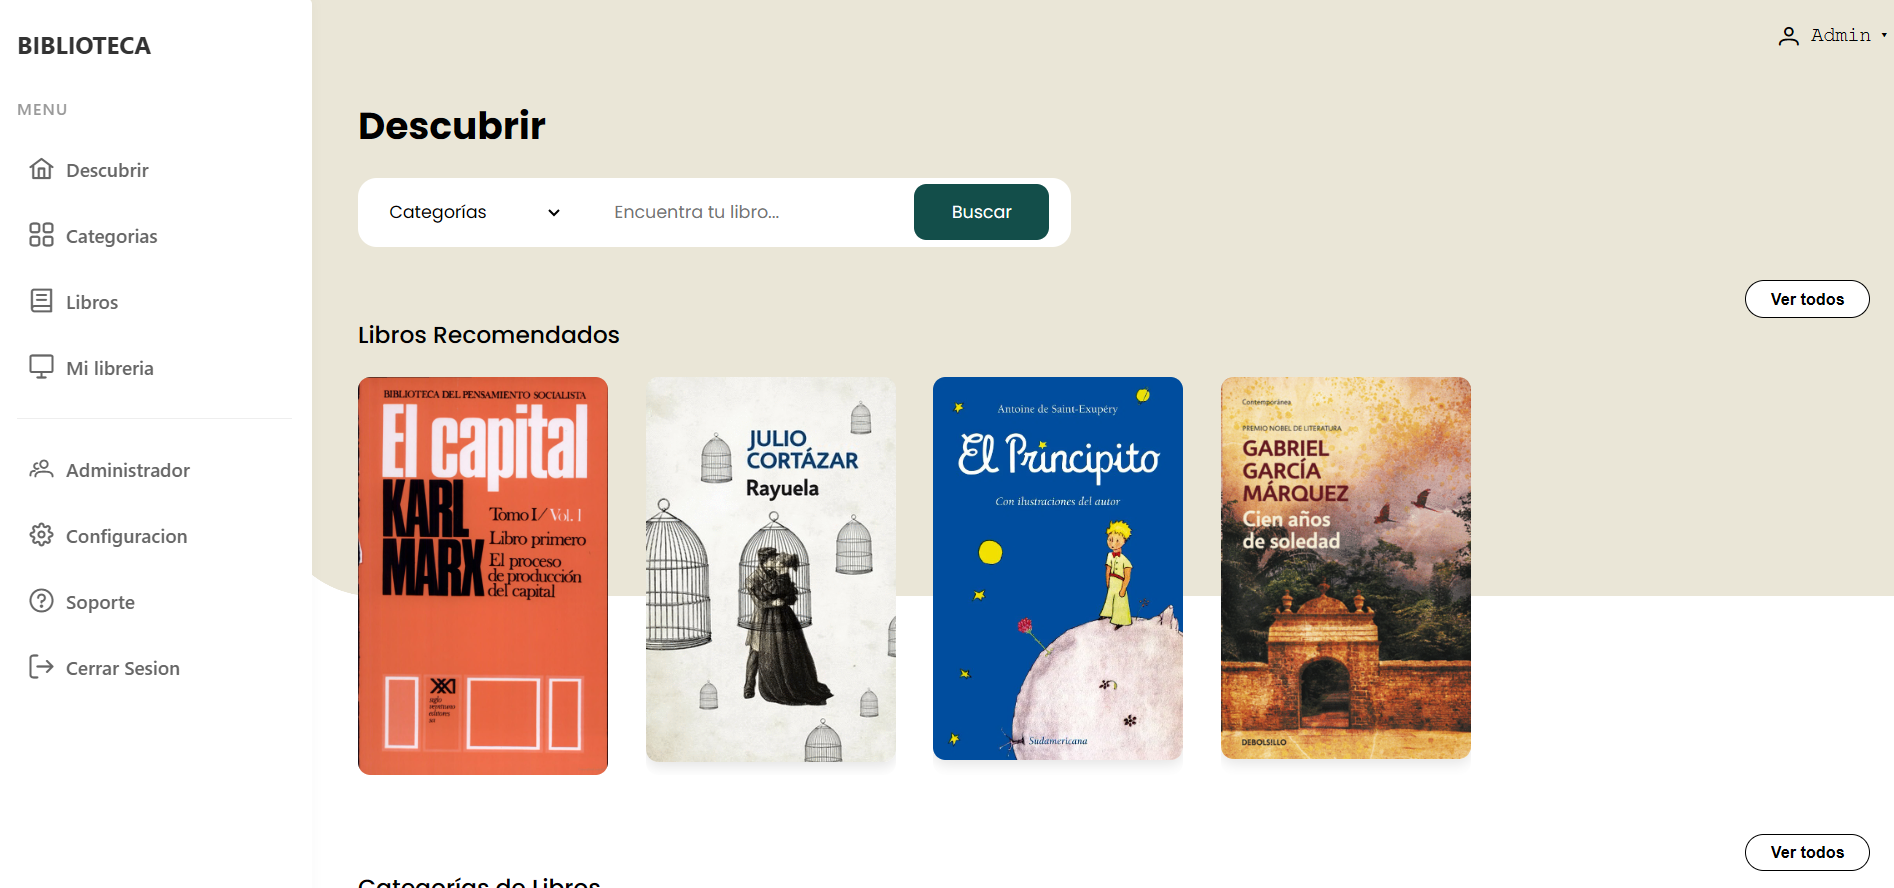 BIBLIOTECA
MENU
Descubrir
Categorias
Libros
Mi libreria
Administrador
Configuracion
Soporte
Cerrar Sesion
Admin
Descubrir
Categorías
Encuentra tu libro...
Buscar
Ver todos
Libros Recomendados
BIBLIOTECA DEL PENSAMIENTO SOCIALISTA
El capital
KARL
MARX
Tomo I/Vol. 1
Libro primero
El proceso
de producción
del capital
siglo
veintiuno
editores
sa
JULIO
CORTÁZAR
Rayuela
Antoine de Saint-Exupéry
El Principito
Con ilustraciones del autor
Sudamericana
Contemporánea
PREMIO NOBEL DE LITERATURA
GABRIEL
GARCÍA
MÁRQUEZ
Cien años
de soledad
DEBOLSILLO
Ver todos
Categorías de Libros